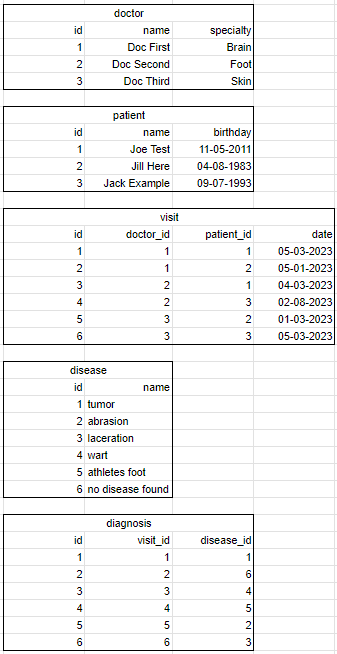 doctor
id name specialty
1 Doc First Brain
2 Doc Second Foot
3 Doc Third Skin
patient
id name birthday
1 Joe Test 11-05-2011
2 Jill Here 04-08-1983
3 Jack Example 09-07-1993
visit
id doctor_id patient_id date
1 1 1 05-03-2023
2 1 2 05-01-2023
3 2 1 04-03-2023
4 2 3 02-08-2023
5 3 2 01-03-2023
6 3 3 05-03-2023
disease
id name
1 tumor
2 abrasion
3 laceration
4 wart
5 athletes foot
6 no disease found
diagnosis
id visit_id disease_id
1 1 1
2 2 6
3 3 4
4 4 5
5 5 2
6 6 3